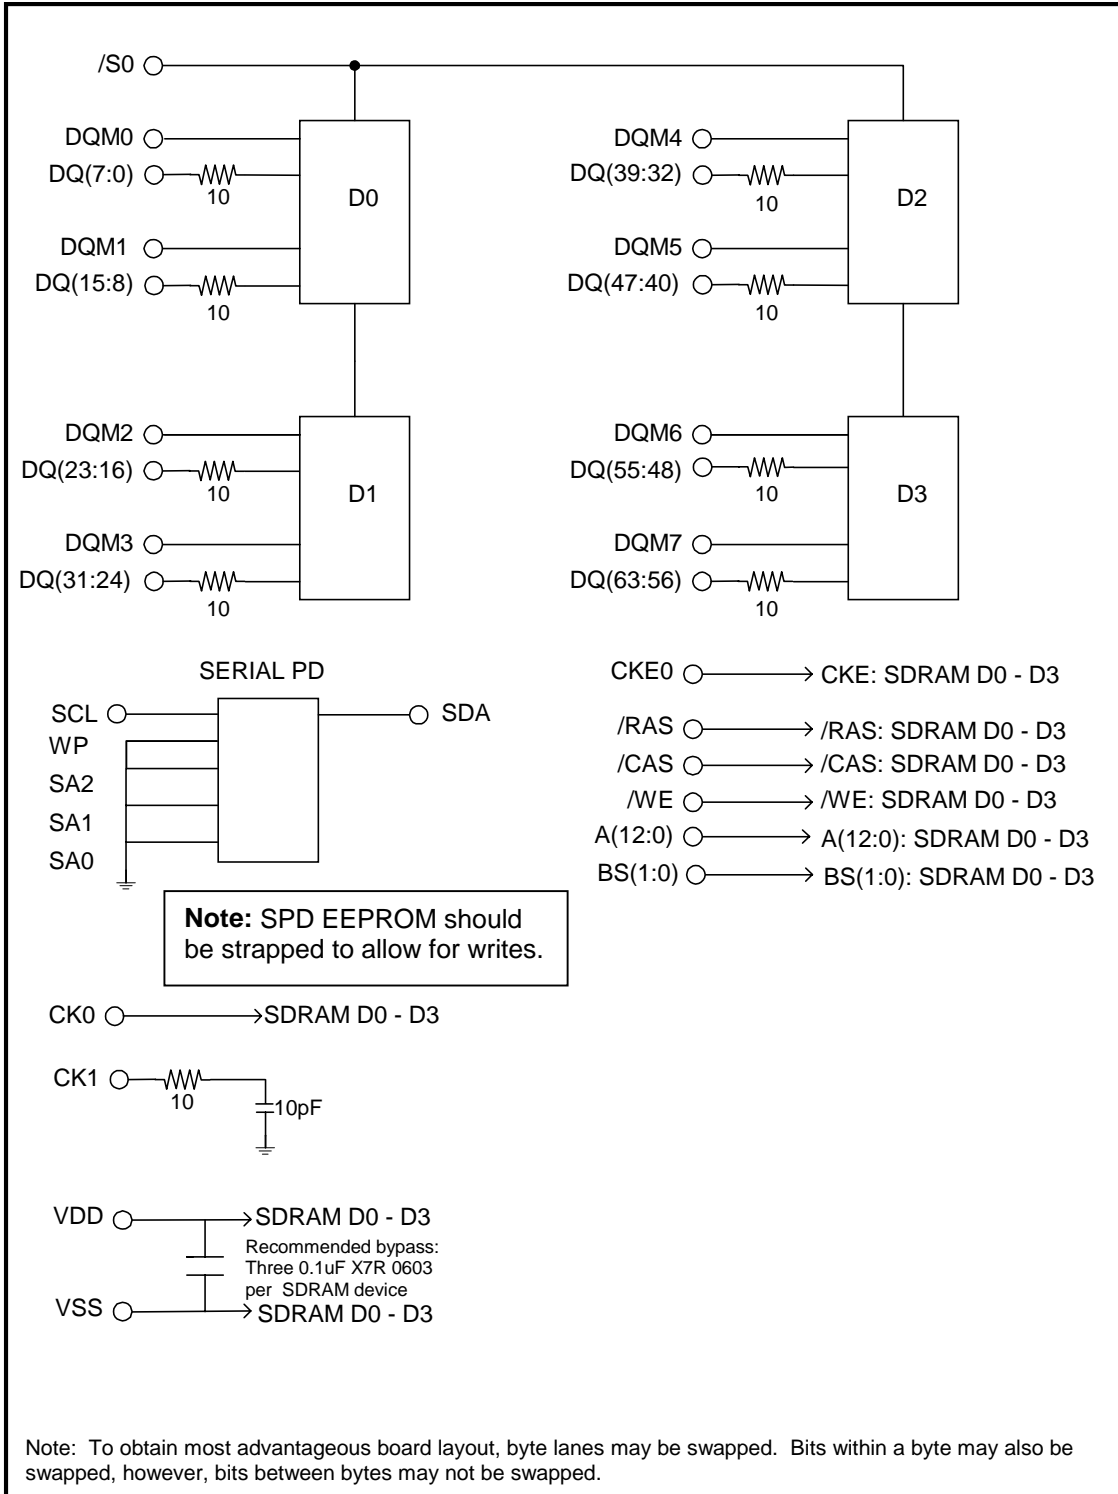 /S0
DQM0
DQ(7:0)
10
D0
DQM1
DQ(15:8)
10
DQM4
DQ(39:32)
10
D2
DQM5
DQ(47:40)
10
DQM2
DQ(23:16)
10
D1
DQM3
DQ(31:24)
10
DQM6
DQ(55:48)
10
D3
DQM7
DQ(63:56)
10
SERIAL PD
SCL
SDA
WP
SA2
SA1
SA0
CKE0
CKE: SDRAM D0 - D3
/RAS
/RAS: SDRAM D0 - D3
/CAS
/CAS: SDRAM D0 - D3
/WE
/WE: SDRAM D0 - D3
A(12:0)
A(12:0): SDRAM D0 - D3
BS(1:0)
BS(1:0): SDRAM D0 - D3
Note: SPD EEPROM should
be strapped to allow for writes.
CK0
SDRAM D0 - D3
CK1
10
10pF
VDD
SDRAM D0 - D3
Recommended bypass:
Three 0.1uF X7R 0603
per SDRAM device
VSS
SDRAM D0 - D3
Note: To obtain most advantageous board layout, byte lanes may be swapped. Bits within a byte may also be
swapped, however, bits between bytes may not be swapped.